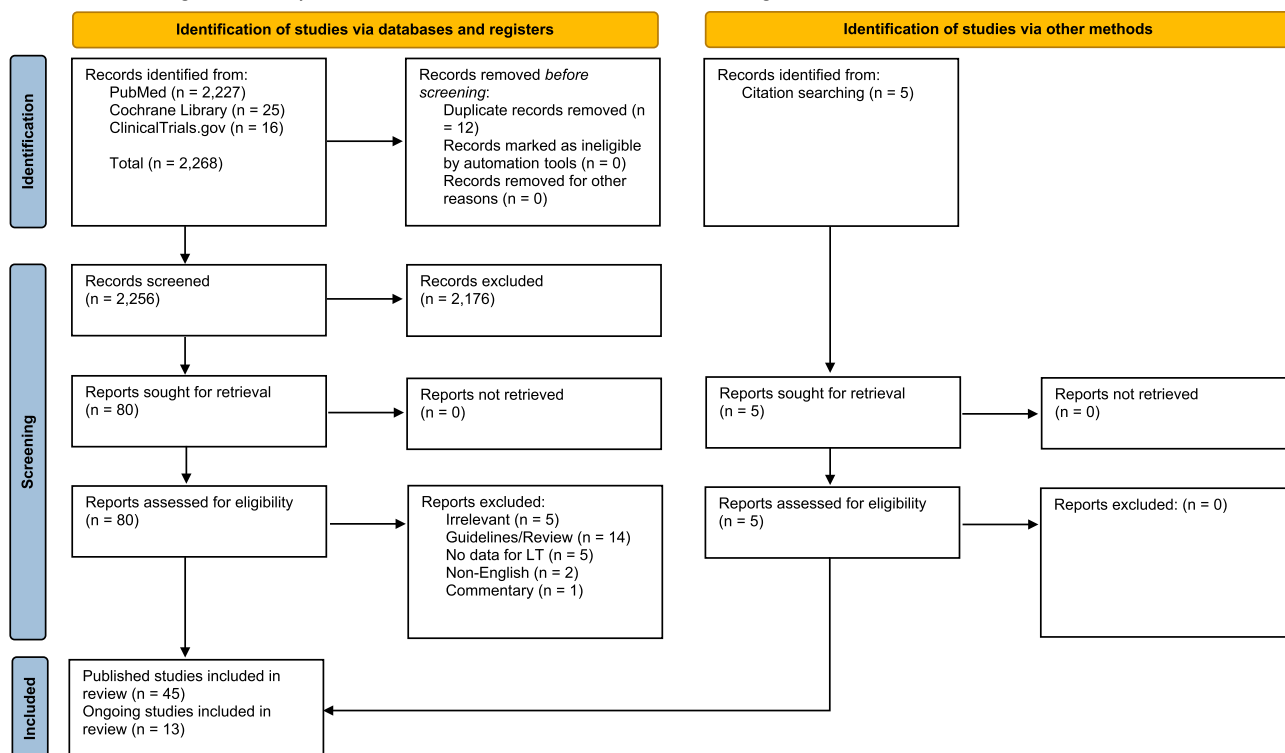 Identification of studies via databases and registers
Identification of studies via other methods
Identification
Records identified from:
PubMed (n = 2,227)
Cochrane Library (n = 25)
ClinicalTrials.gov (n = 16)
Total (n = 2,268)
Records removed before
screening:
Duplicate records removed (n
= 12)
Records marked as ineligible
by automation tools (n = 0)
Records removed for other
reasons (n = 0)
Records identified from:
Citation searching (n = 5)
Screening
Records screened
(n = 2,256)
Records excluded
(n = 2,176)
Reports sought for retrieval
(n = 80)
Reports not retrieved
(n = 0)
Reports sought for retrieval
(n = 5)
Reports not retrieved
(n = 0)
Reports assessed for eligibility
(n = 80)
Reports excluded:
Irrelevant (n = 5)
Guidelines/Review (n = 14)
No data for LT (n = 5)
Non-English (n = 2)
Commentary (n = 1)
Reports assessed for eligibility
(n = 5)
Reports excluded: (n = 0)
Included
Published studies included in
review (n = 45)
Ongoing studies included in
review (n = 13)